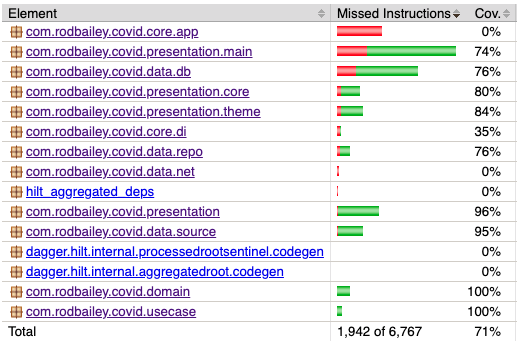 Element Missed Instructions Cov.
com.rodbailey.covid.core.app 0%
com.rodbailey.covid.presentation.main 74%
com.rodbailey.covid.data.db 76%
com.rodbailey.covid.presentation.core 80%
com.rodbailey.covid.presentation.theme 84%
com.rodbailey.covid.core.di 35%
com.rodbailey.covid.data.repo 76%
com.rodbailey.covid.data.net 0%
hilt_aggregated_deps 0%
com.rodbailey.covid.presentation 96%
com.rodbailey.covid.data.source 95%
dagger.hilt.internal.processedrootsentinel.codegen 0%
dagger.hilt.internal.aggregatedroot.codegen 0%
com.rodbailey.covid.domain 100%
com.rodbailey.covid.usecase 100%
Total 1,942 of 6,767 71%